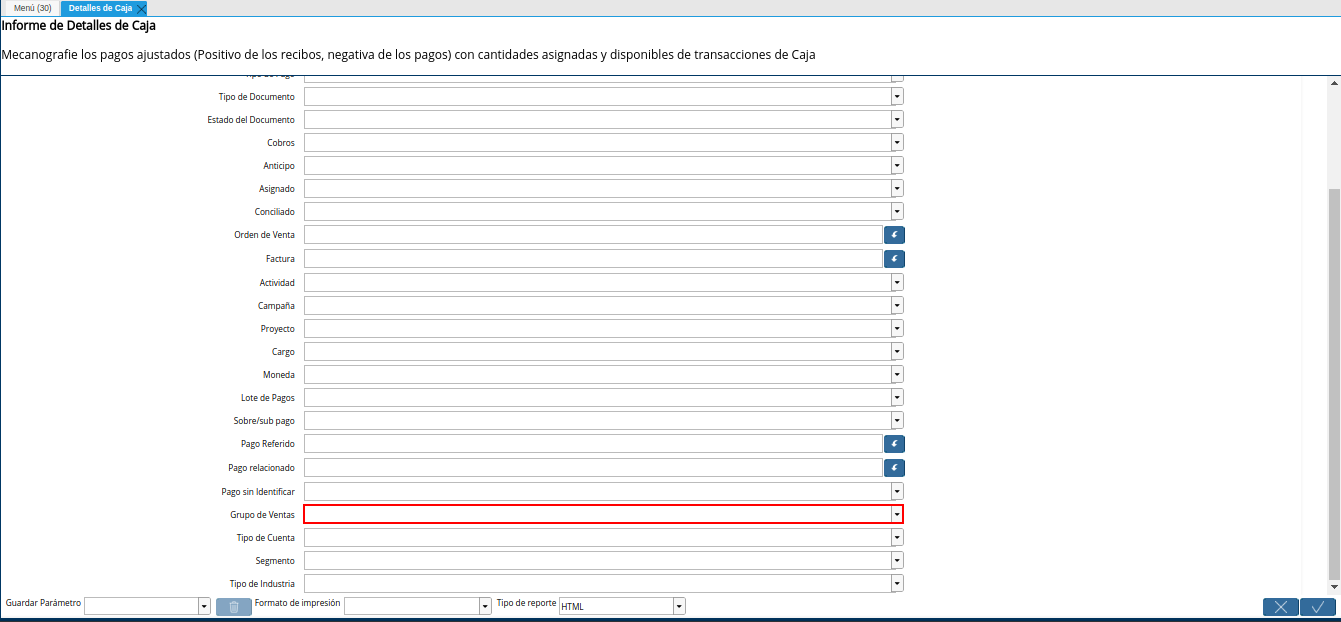 Menú (30)
Detalles de Caja
Informe de Detalles de Caja
Mecanografie los pagos ajustados (Positivo de los recibos, negativa de los pagos) con cantidades asignadas y disponibles de transacciones de Caja
Tipo de Documento
Estado del Documento
Cobros
Anticipo
Asignado
Conciliado
Orden de Venta
Factura
Actividad
Campaña
Proyecto
Cargo
Moneda
Lote de Pagos
Sobre/sub pago
Pago Referido
Pago relacionado
Pago sin Identificar
Grupo de Ventas
Tipo de Cuenta
Segmento
Tipo de Industria
Guardar Parámetro
Formato de impresión
Tipo de reporte
HTML